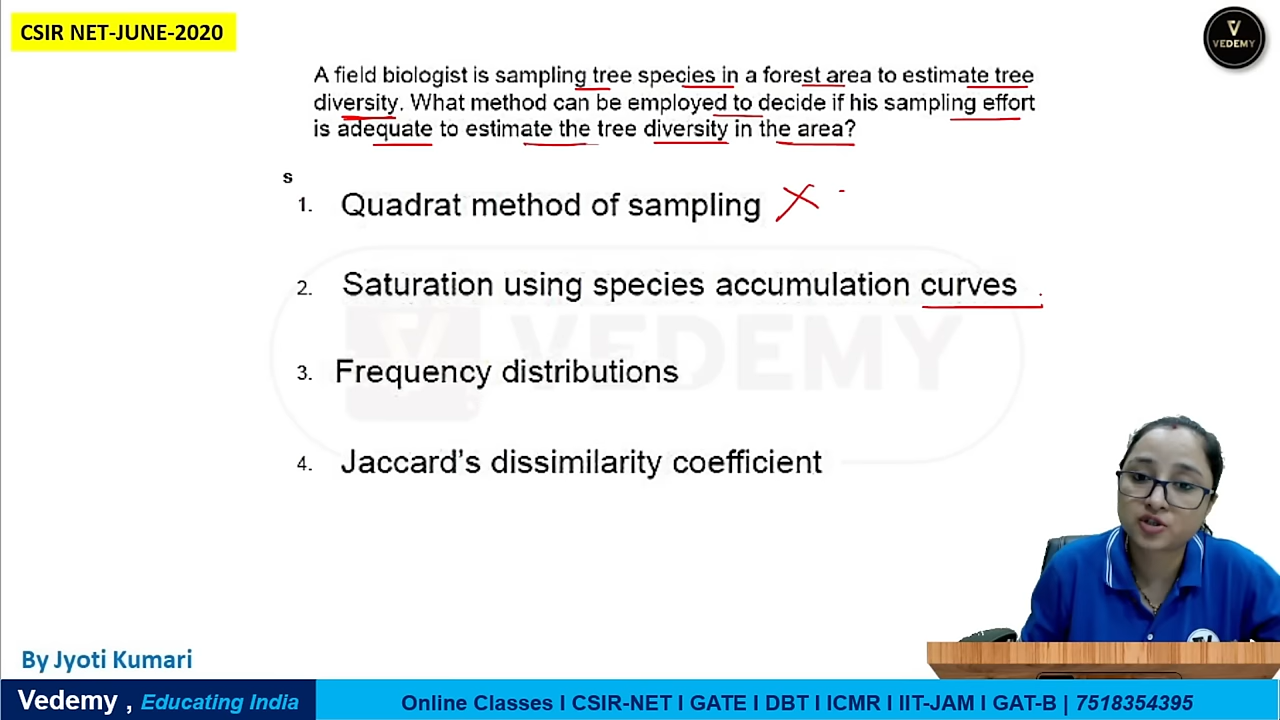 CSIR NET-JUNE-2020
VEDEMY
A field biologist is sampling tree species in a forest area to estimate tree
diversity. What method can be employed to decide if his sampling effort
is adequate to estimate the tree diversity in the area?
s
1. Quadrat method of sampling
2. Saturation using species accumulation curves
VEDEMY
3. Frequency distributions
4. Jaccard's dissimilarity coefficient
By Jyoti Kumari
Vedemy , Educating India
Online Classes I CSIR-NET I GATE I DBT I ICMR I IIT-JAM I GAT-B | 7518354395